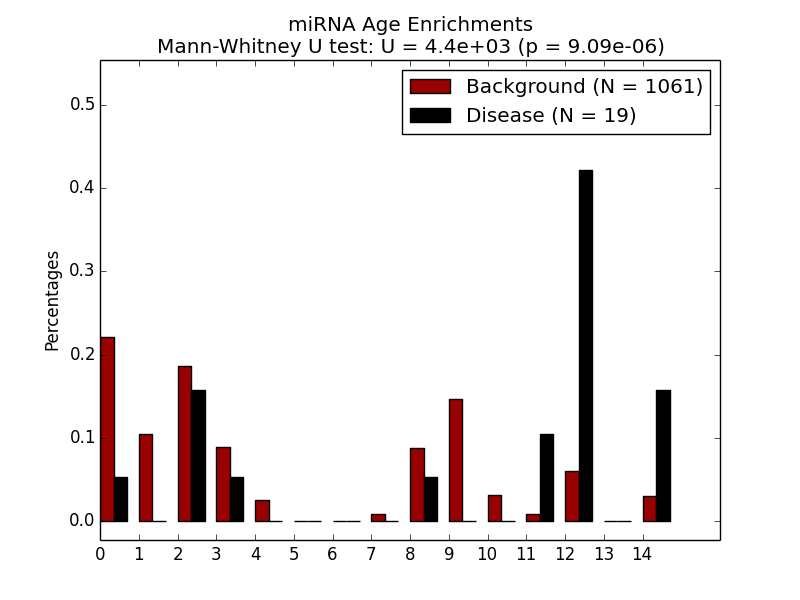 miRNA Age Enrichments
Mann-Whitney U test: U = 4.4e+03 (p = 9.09e-06)
Background (N = 1061)
Disease (N = 19)
Percentages
0.5
0.4
0.3
0.2
0.1
0.0
0 1 2 3 4 5 6 7 8 9 10 11 12 13 14